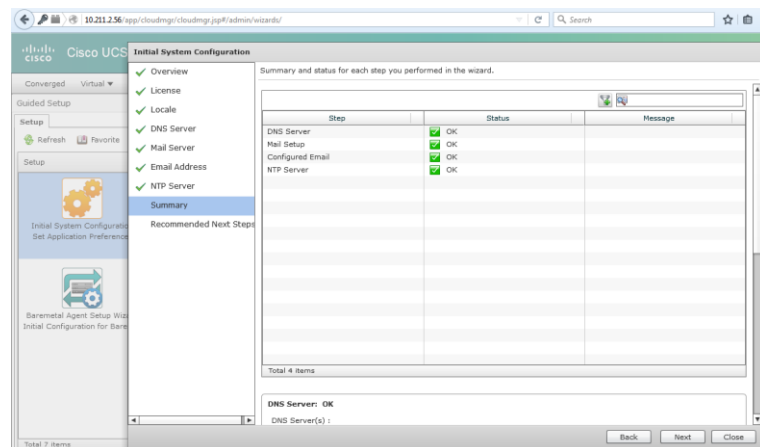 10.211.2.56/app/cloudmgr/cloudmgr.jsp#/admin/wizards/
Search
cisco
Cisco UCS
Initial System Configuration
Converged
Virtual
Guided Setup
Setup
Refresh
Favorite
Setup
Initial System Configuratio
Set Application Preference
Baremetal Agent Setup Wiz
Initial Configuration for Bare
Total 7 items
Overview
License
Locale
DNS Server
Mail Server
Email Address
NTP Server
Summary
Recommended Next Steps
Summary and status for each step you performed in the wizard.
Step Status Message
DNS Server OK
Mail Setup OK
Configured Email OK
NTP Server OK
Total 4 items
DNS Server: OK
DNS Server(s) :
Back Next Close